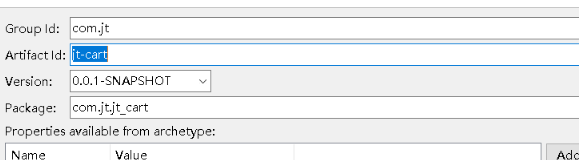 Group Id: com.jt
Artifact Id: jt-cart
Version: 0.0.1-SNAPSHOT
Package: com.jt.jt_cart
Properties available from archetype:
Name Value Add